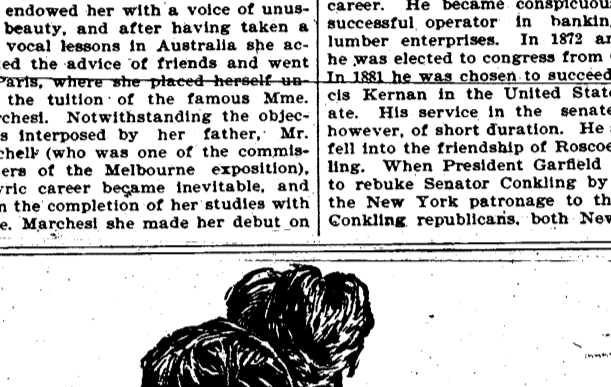 endowed her with a voice of unus-
beauty, and after having taken a
vocal lessons in Australia she ac-
ted the advice of friends and went
Paris, where she placed herself un-
the tuition of the famous Mme.
rchesi. Notwithstanding the objec-
s interposed by her father, Mr.
chell (who was one of the commis-
ers of the Melbourne exposition),
yric career became inevitable, and
n the completion of her studies with
e. Marchesi she made her debut on
career. He became conspicuou
successful operator in bankin
lumber enterprises. In 1872 an
he was elected to congress from
In 1881 he was chosen to succeed
cis Kernan in the United State
ate. His service in the senate
however, of short duration. He
fell into the friendship of Roscoe
ling. When President Garfield
to rebuke Senator Conkling by
the New York patronage to th
Conkling republicans, both New